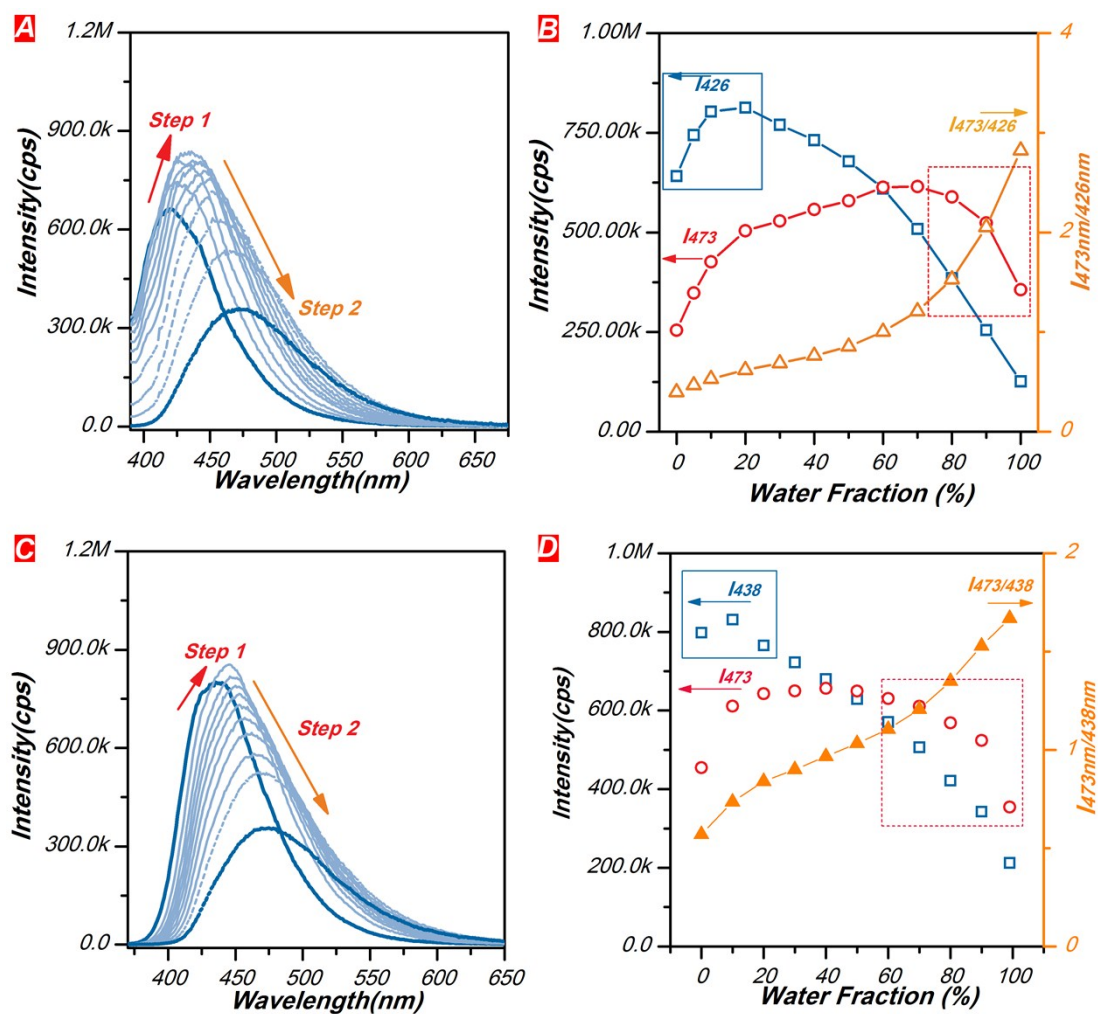 A
1.2M
900.0k
600.0k
300.0k
0.0
Intensity(cps)
Step 1
Step 2
400 450 500 550 600 650
Wavelength(nm)
B
1.00M
750.00k
500.00k
250.00k
0.00
Intensity(cps)
I426
I473
I473/426
4
2
0
I473nm/426nm
0 20 40 60 80 100
Water Fraction (%)
C
1.2M
900.0k
600.0k
300.0k
0.0
Intensity(cps)
Step 1
Step 2
400 450 500 550 600 650
Wavelength(nm)
D
1.0M
800.0k
600.0k
400.0k
200.0k
0.0
Intensity(cps)
I438
I473
I473/438
2
1
0
I473nm/438nm
0 20 40 60 80 100
Water Fraction (%)